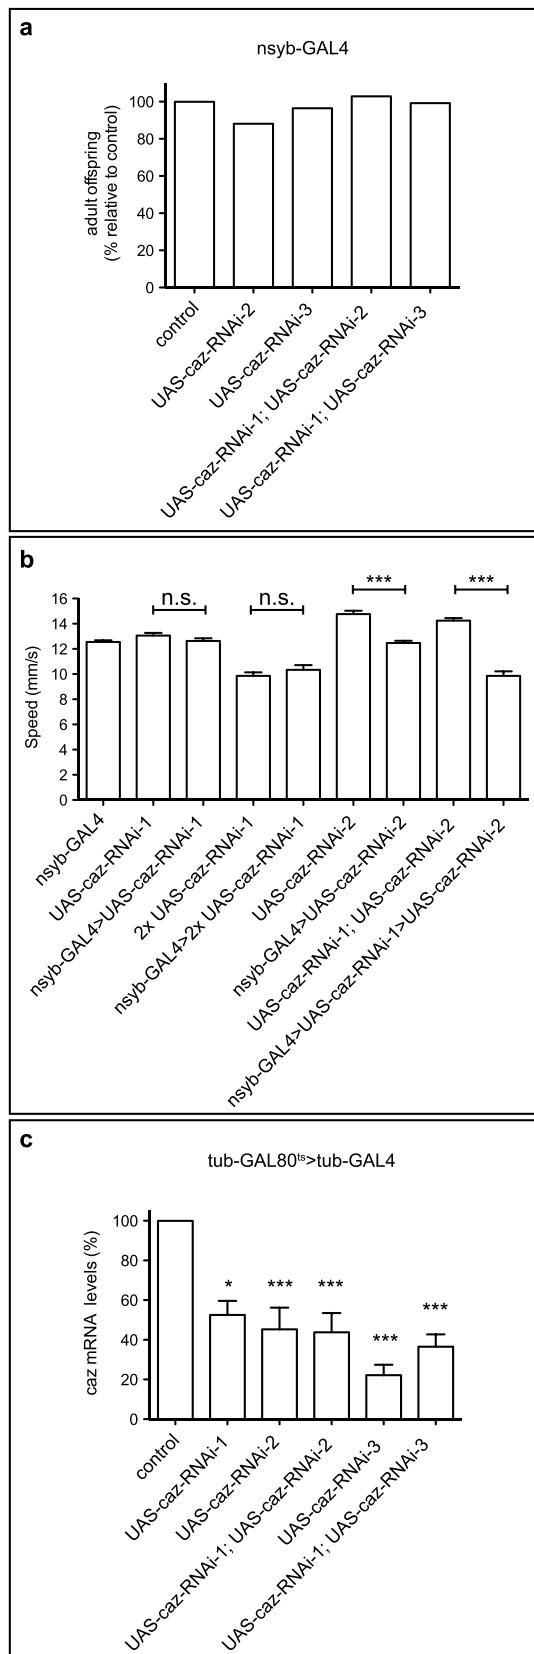 a
nsyb-GAL4
adult offspring
(% relative to control)
100
80
60
40
20
0
control
UAS-caz-RNAi-2
UAS-caz-RNAi-3
UAS-caz-RNAi-1; UAS-caz-RNAi-2
UAS-caz-RNAi-1; UAS-caz-RNAi-3
b
Speed (mm/s)
16
14
12
10
8
6
4
2
0
n.s.
n.s.
***
***
nsyb-GAL4
UAS-caz-RNAi-1
nsyb-GAL4>UAS-caz-RNAi-1
2x UAS-caz-RNAi-1
nsyb-GAL4>2x UAS-caz-RNAi-1
UAS-caz-RNAi-2
nsyb-GAL4>UAS-caz-RNAi-2
UAS-caz-RNAi-1; UAS-caz-RNAi-2
nsyb-GAL4>UAS-caz-RNAi-1>UAS-caz-RNAi-2
c
tub-GAL80ts>tub-GAL4
caz mRNA levels (%)
100
80
60
40
20
0
*
***
***
***
***
control
UAS-caz-RNAi-1
UAS-caz-RNAi-2
UAS-caz-RNAi-1; UAS-caz-RNAi-2
UAS-caz-RNAi-3
UAS-caz-RNAi-1; UAS-caz-RNAi-3